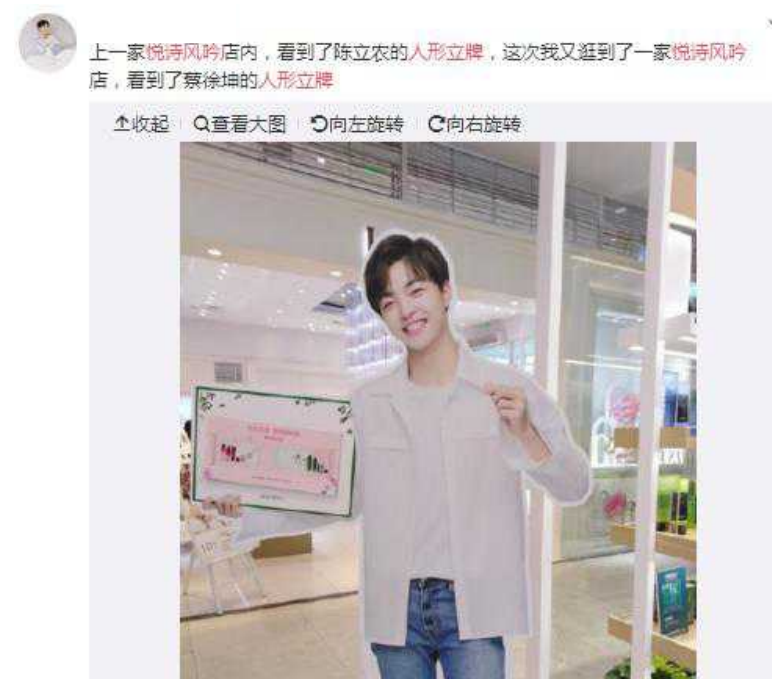 上一家悦诗风吟店内，看到了陈立农的人形立牌，这次我又逛到了一家悦诗风吟
店，看到了蔡徐坤的人形立牌
收起 查看大图 向左旋转 向右旋转